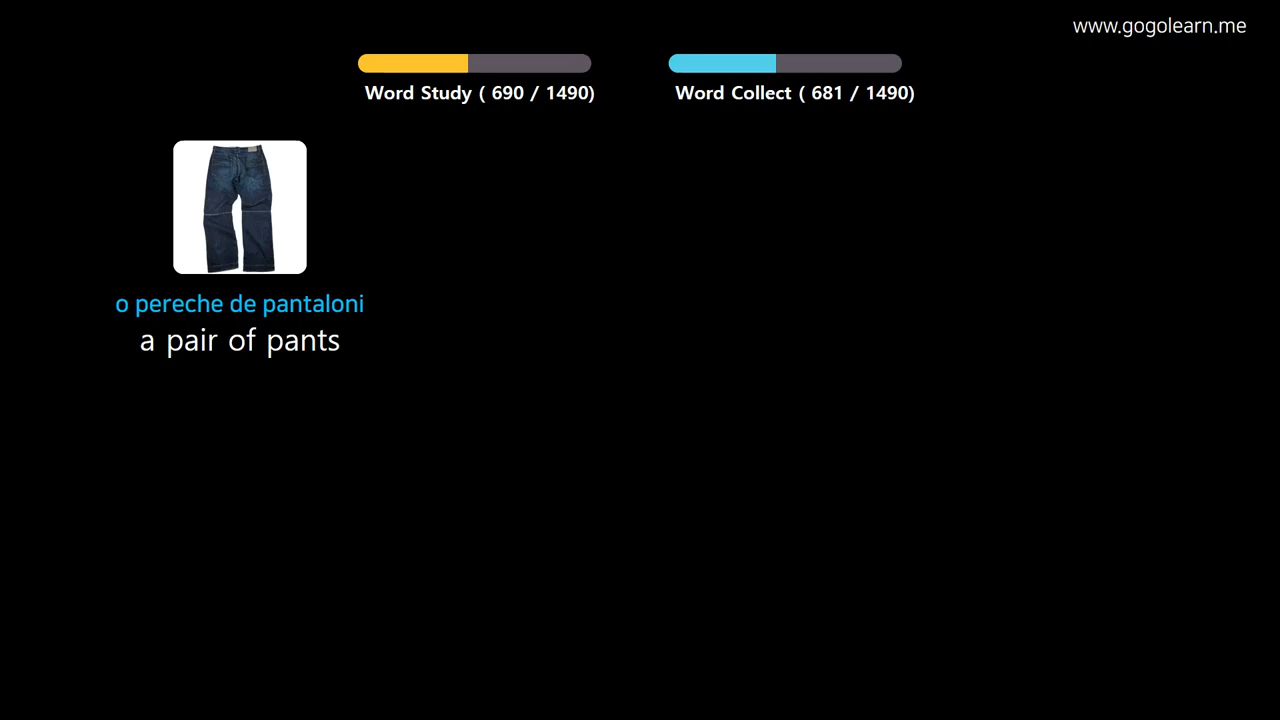 www.gogolearn.me
Word Study ( 690 / 1490)
Word Collect ( 681 / 1490)
o pereche de pantaloni
a pair of pants